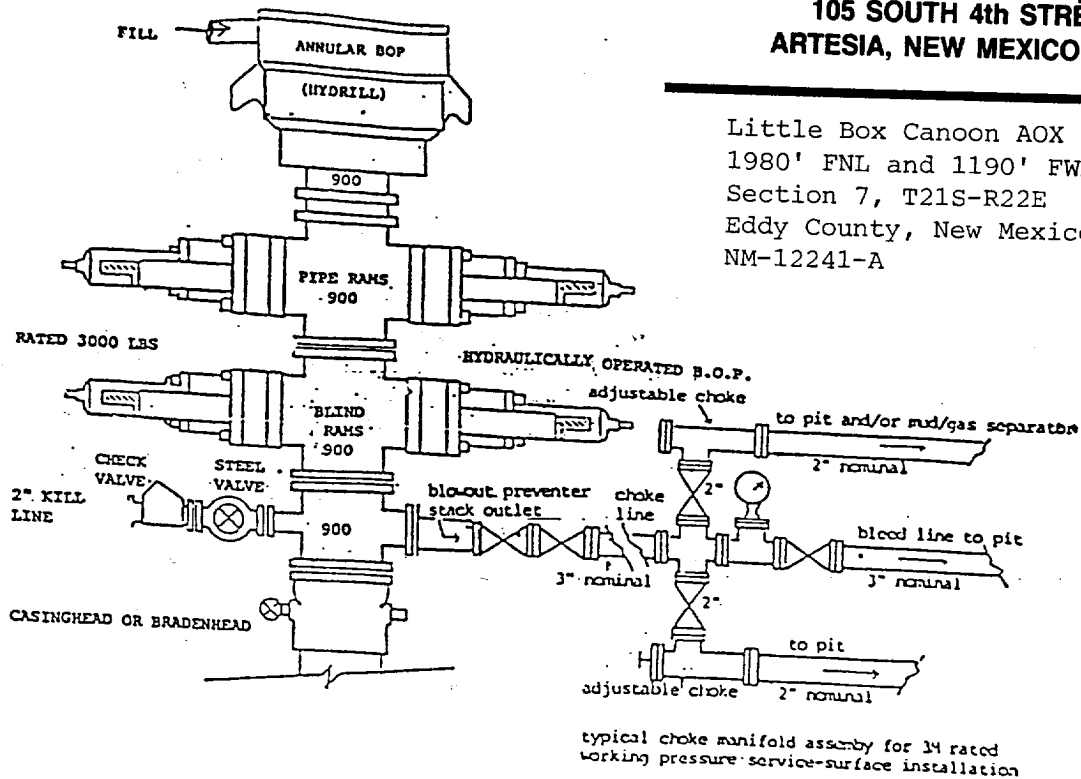 105 SOUTH 4th STRE
ARTESIA, NEW MEXICO
Little Box Canoon AOX
1980' FNL and 1190' FW
Section 7, T21S-R22E
Eddy County, New Mexico
NM-12241-A
FILL
ANNULAR BOP
(HYDRILL)
900
PIPE RAMS
900
RATED 3000 LBS
HYDRAULICALLY OPERATED B.O.P.
adjustable choke
BLIND
RAMS
900
to pit and/or mud/gas separator
2" nominal
CHECK
VALVE
STEEL
VALVE
2" KILL
LINE
900
blowout preventer
stack outlet
choke
line
2"
bleed line to pit
3" nominal
3" nominal
2"
CASINGHEAD OR BRADENHEAD
to pit
adjustable choke
2" nominal
typical choke manifold assemby for 3M rated
working pressure service-surface installation